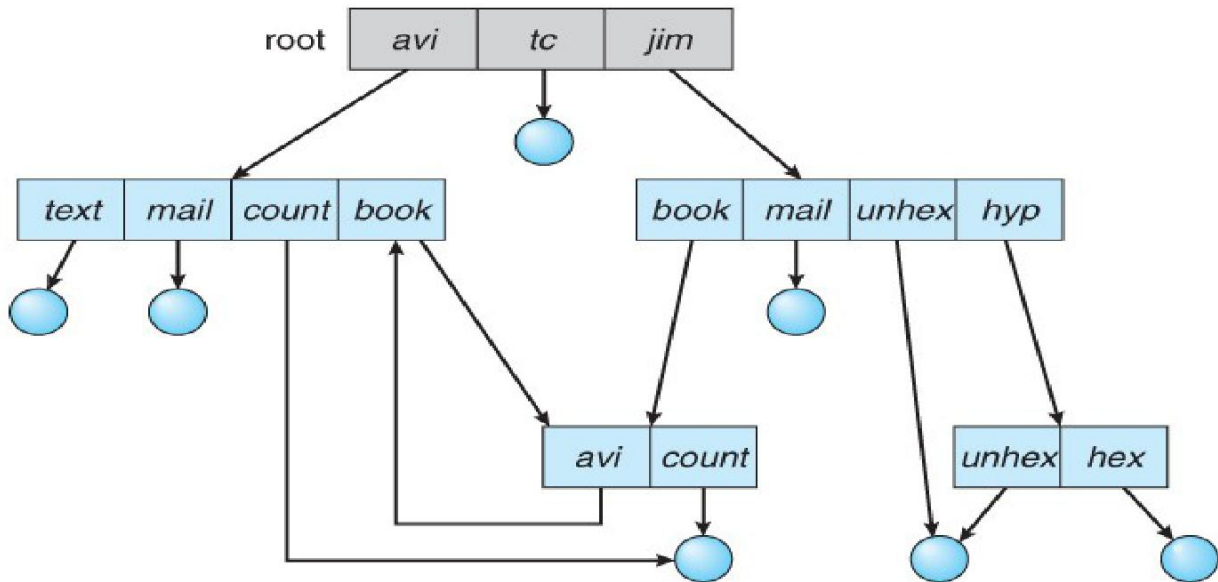 root avi tc jim
text mail count book
book mail unhex hyp
avi count
unhex hex